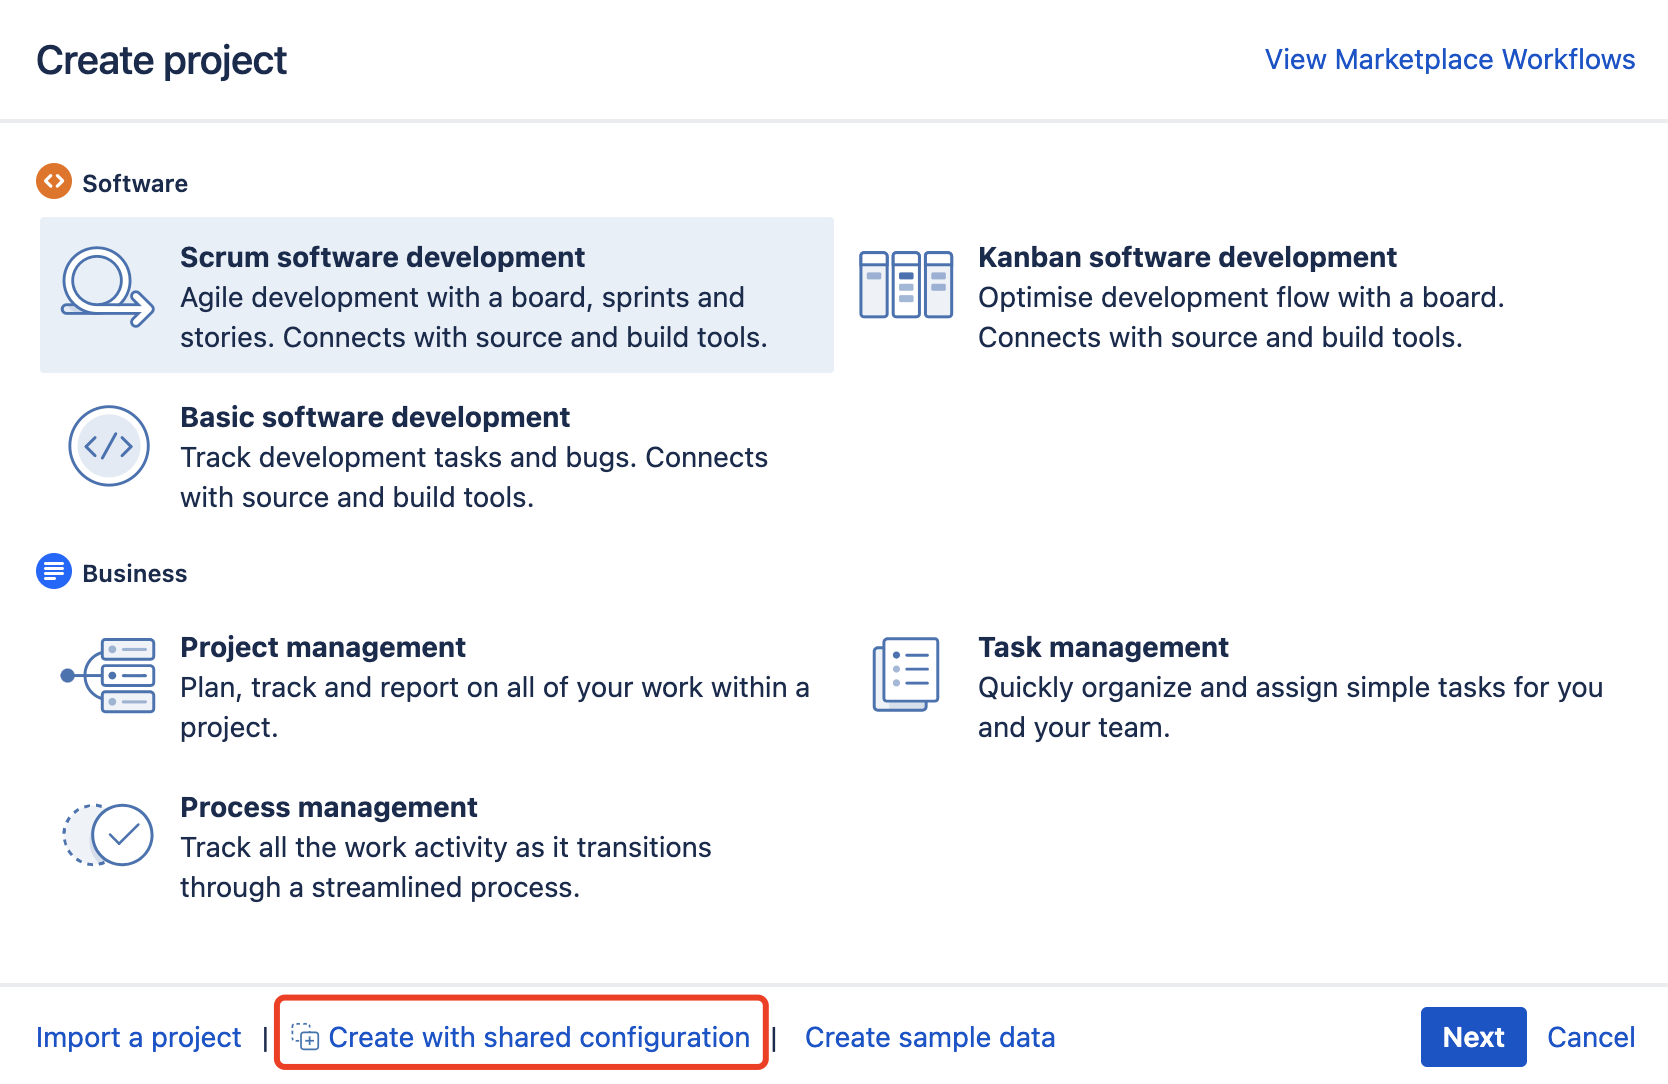 Create project
View Marketplace Workflows
Software
Scrum software development
Agile development with a board, sprints and
stories. Connects with source and build tools.
Kanban software development
Optimise development flow with a board.
Connects with source and build tools.
Basic software development
Track development tasks and bugs. Connects
with source and build tools.
Business
Project management
Plan, track and report on all of your work within a
project.
Task management
Quickly organize and assign simple tasks for you
and your team.
Process management
Track all the work activity as it transitions
through a streamlined process.
Import a project | Create with shared configuration | Create sample data
Next
Cancel